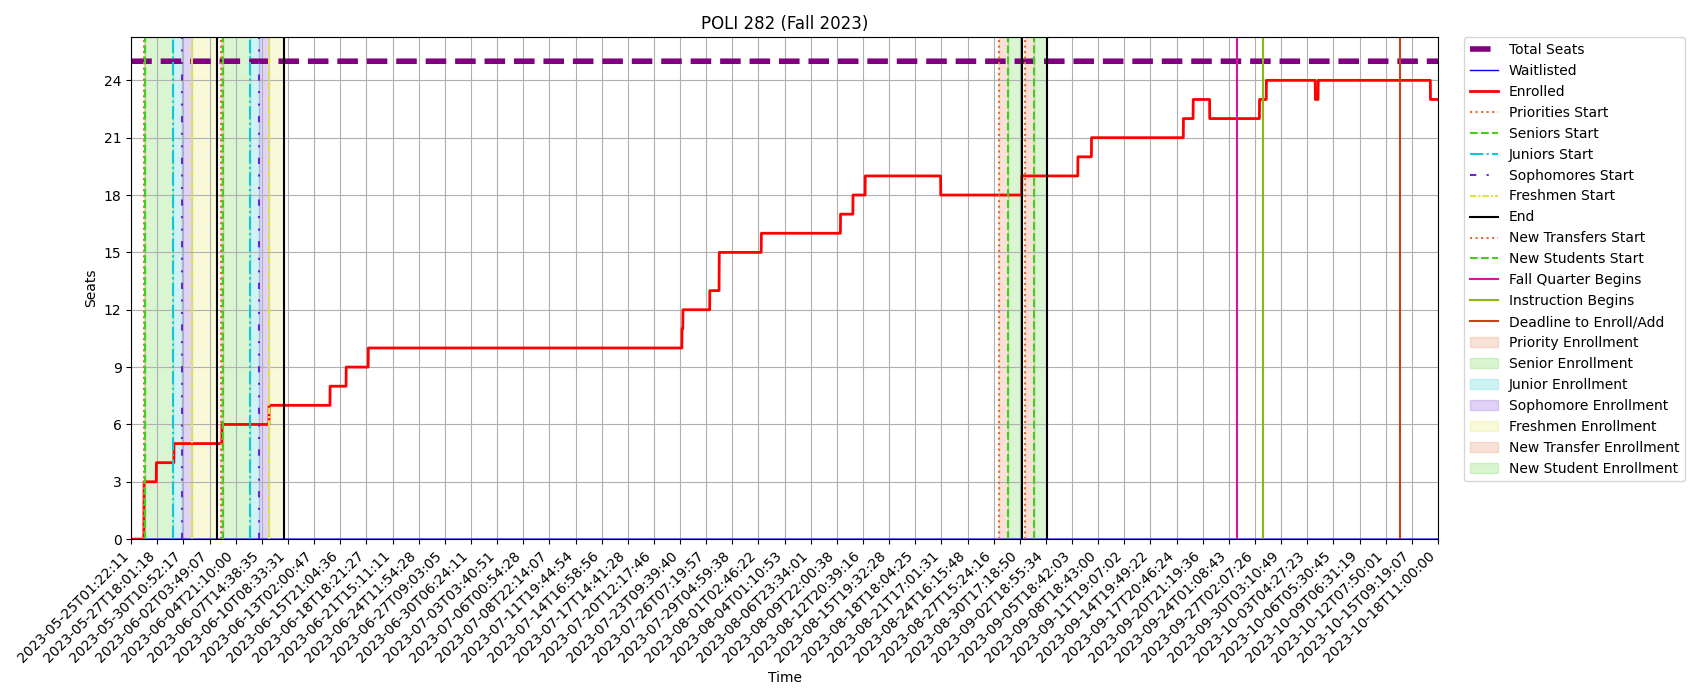 POLI 282 (Fall 2023)
Seats
24
21
18
15
12
9
6
3
0
2023-05-25T01:22:11
2023-05-27T18:01:18
2023-05-30T10:52:17
2023-06-02T03:49:07
2023-06-04T21:10:00
2023-06-07T14:38:35
2023-06-10T08:33:31
2023-06-13T02:00:47
2023-06-15T21:04:36
2023-06-18T18:21:27
2023-06-21T15:11:11
2023-06-24T11:54:28
2023-06-27T09:03:05
2023-06-30T06:24:11
2023-07-03T03:40:51
2023-07-06T00:54:28
2023-07-08T22:14:07
2023-07-11T19:44:54
2023-07-14T16:58:56
2023-07-17T14:41:28
2023-07-20T12:17:46
2023-07-23T09:39:40
2023-07-26T07:19:57
2023-07-29T04:59:38
2023-08-01T02:46:22
2023-08-04T01:10:53
2023-08-06T23:34:01
2023-08-09T22:00:38
2023-08-12T20:39:16
2023-08-15T19:32:28
2023-08-18T18:04:25
2023-08-21T17:01:31
2023-08-24T16:15:48
2023-08-27T15:24:16
2023-08-30T17:18:50
2023-09-02T18:55:34
2023-09-05T18:42:03
2023-09-08T18:43:00
2023-09-11T19:07:02
2023-09-14T19:49:22
2023-09-17T20:46:24
2023-09-20T21:19:36
2023-09-24T01:08:43
2023-09-27T02:07:26
2023-09-30T03:10:49
2023-10-03T04:27:23
2023-10-06T05:30:45
2023-10-09T06:31:19
2023-10-12T07:50:01
2023-10-15T09:19:07
2023-10-18T11:00:00
Time
Total Seats
Waitlisted
Enrolled
Priorities Start
Seniors Start
Juniors Start
Sophomores Start
Freshmen Start
End
New Transfers Start
New Students Start
Fall Quarter Begins
Instruction Begins
Deadline to Enroll/Add
Priority Enrollment
Senior Enrollment
Junior Enrollment
Sophomore Enrollment
Freshmen Enrollment
New Transfer Enrollment
New Student Enrollment